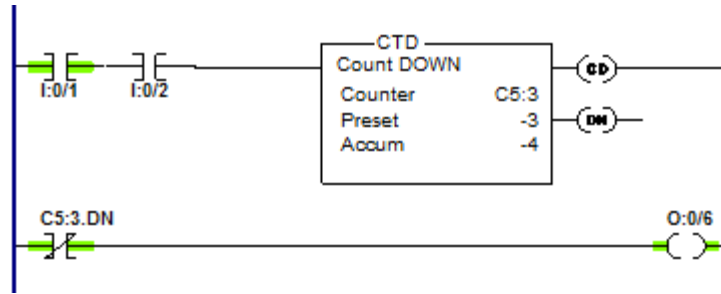 CTD
Count DOWN
CD
I:0/1
I:0/2
Counter C5:3
Preset -3
DN
Accum -4
C5:3.DN
O:0/6